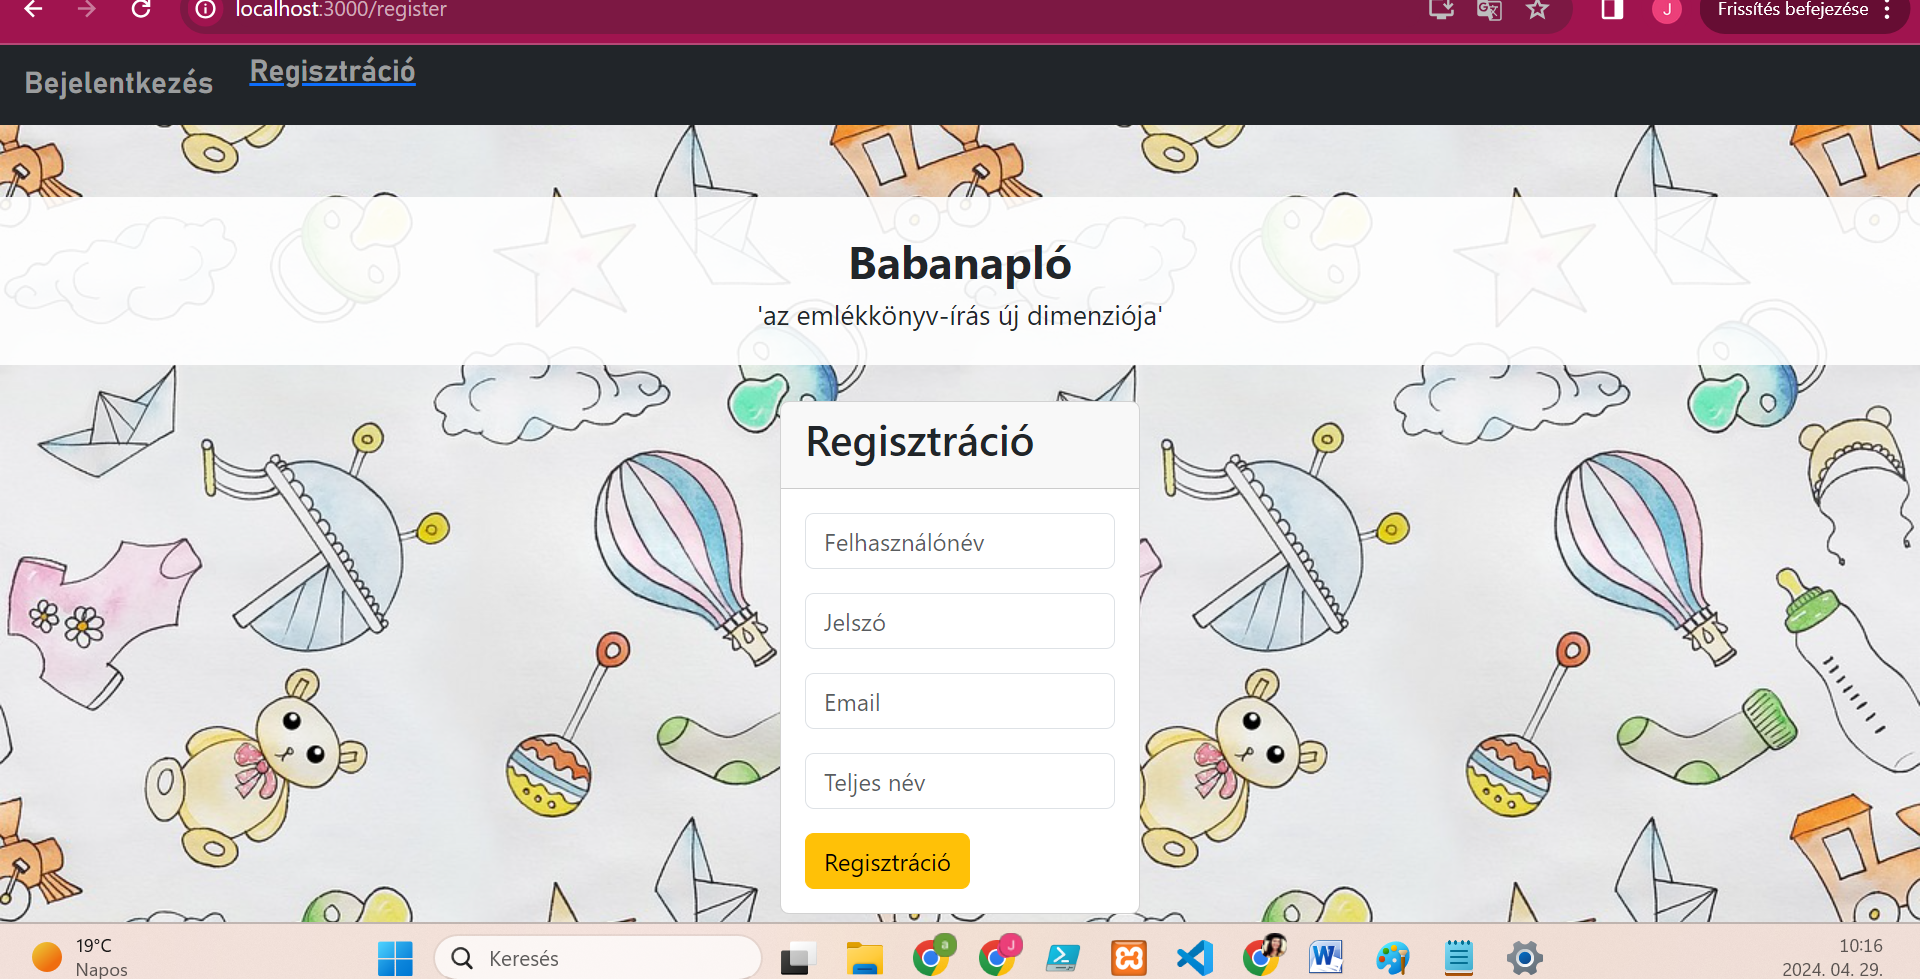 localhost:3000/register
J
Frissítés befejezése
Bejelentkezés
Regisztráció
Babanapló
'az emlékkönyv-írás új dimenziója'
Regisztráció
Felhasználónév
Jelszó
Email
Teljes név
Regisztráció
19°C
Napos
Keresés
a
J
W
10:16
2024. 04. 29.